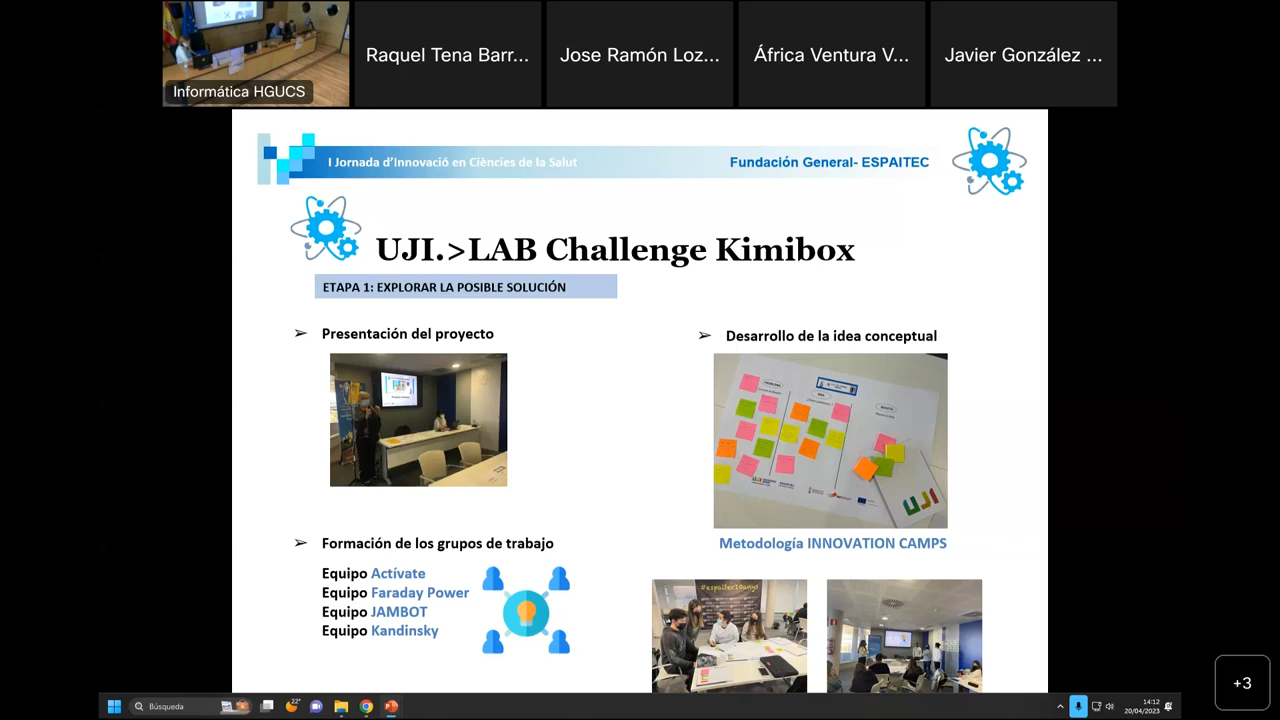 Informática HGUCS
Raquel Tena Barr...
Jose Ramón Loz...
África Ventura V...
Javier González ...
I Jornada d'Innovació en Ciències de la Salut
Fundación General- ESPAITEC
UJI.>LAB Challenge Kimibox
ETAPA 1: EXPLORAR LA POSIBLE SOLUCIÓN
➢ Presentación del proyecto
➢ Desarrollo de la idea conceptual
UJI
➢ Formación de los grupos de trabajo
Metodología INNOVATION CAMPS
Equipo Actívate
Equipo Faraday Power
Equipo JAMBOT
Equipo Kandinsky
#espaitec10anys
+3
Búsqueda
22°
14:12
20/04/2023